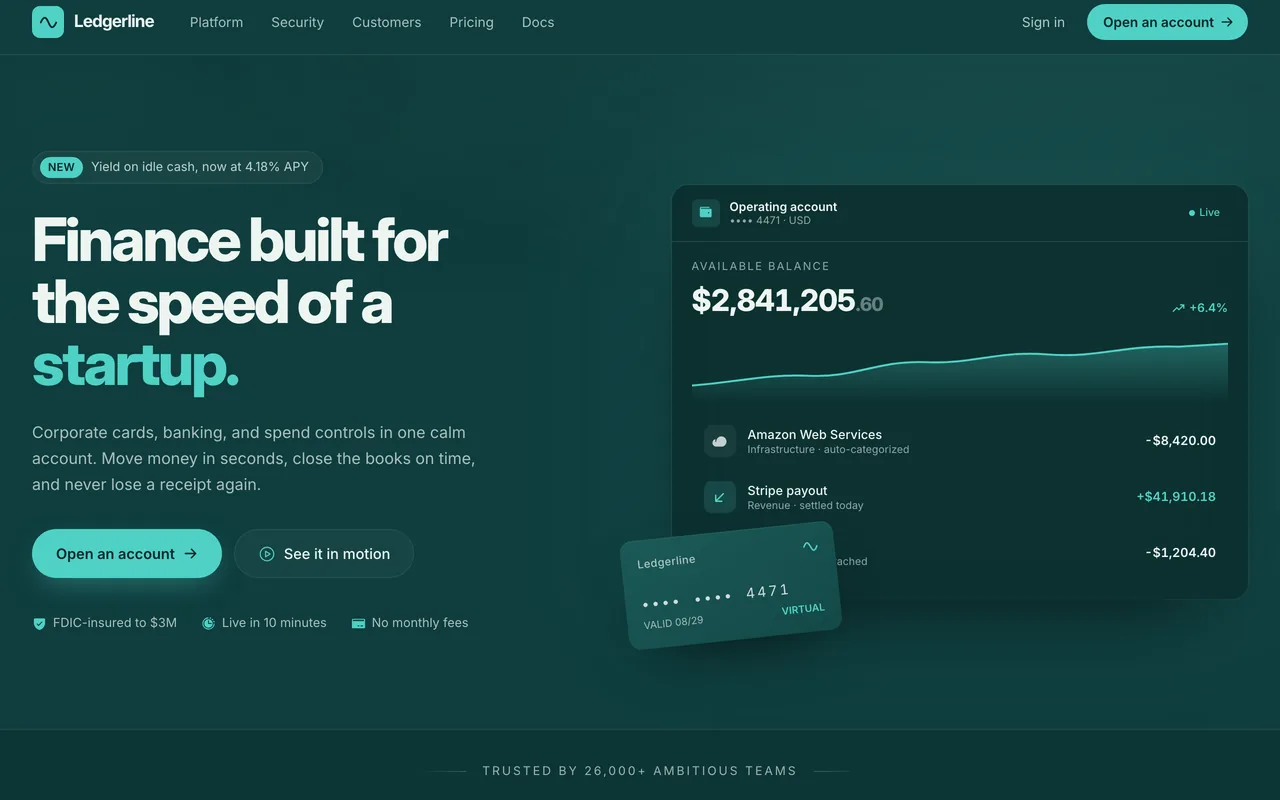 Ledgerline
Platform
Security
Customers
Pricing
Docs
Sign in
Open an account
NEW Yield on idle cash, now at 4.18% APY
Finance built for
the speed of a
startup.
Corporate cards, banking, and spend controls in one calm
account. Move money in seconds, close the books on time,
and never lose a receipt again.
Open an account
See it in motion
FDIC-insured to $3M
Live in 10 minutes
No monthly fees
Operating account
•••• 4471 · USD
Live
AVAILABLE BALANCE
$2,841,205.60
+6.4%
Amazon Web Services
Infrastructure · auto-categorized
-$8,420.00
Stripe payout
Revenue · settled today
+$41,910.18
ached
-$1,204.40
Ledgerline
•••• •••• 4471
VALID 08/29
VIRTUAL
TRUSTED BY 26,000+ AMBITIOUS TEAMS